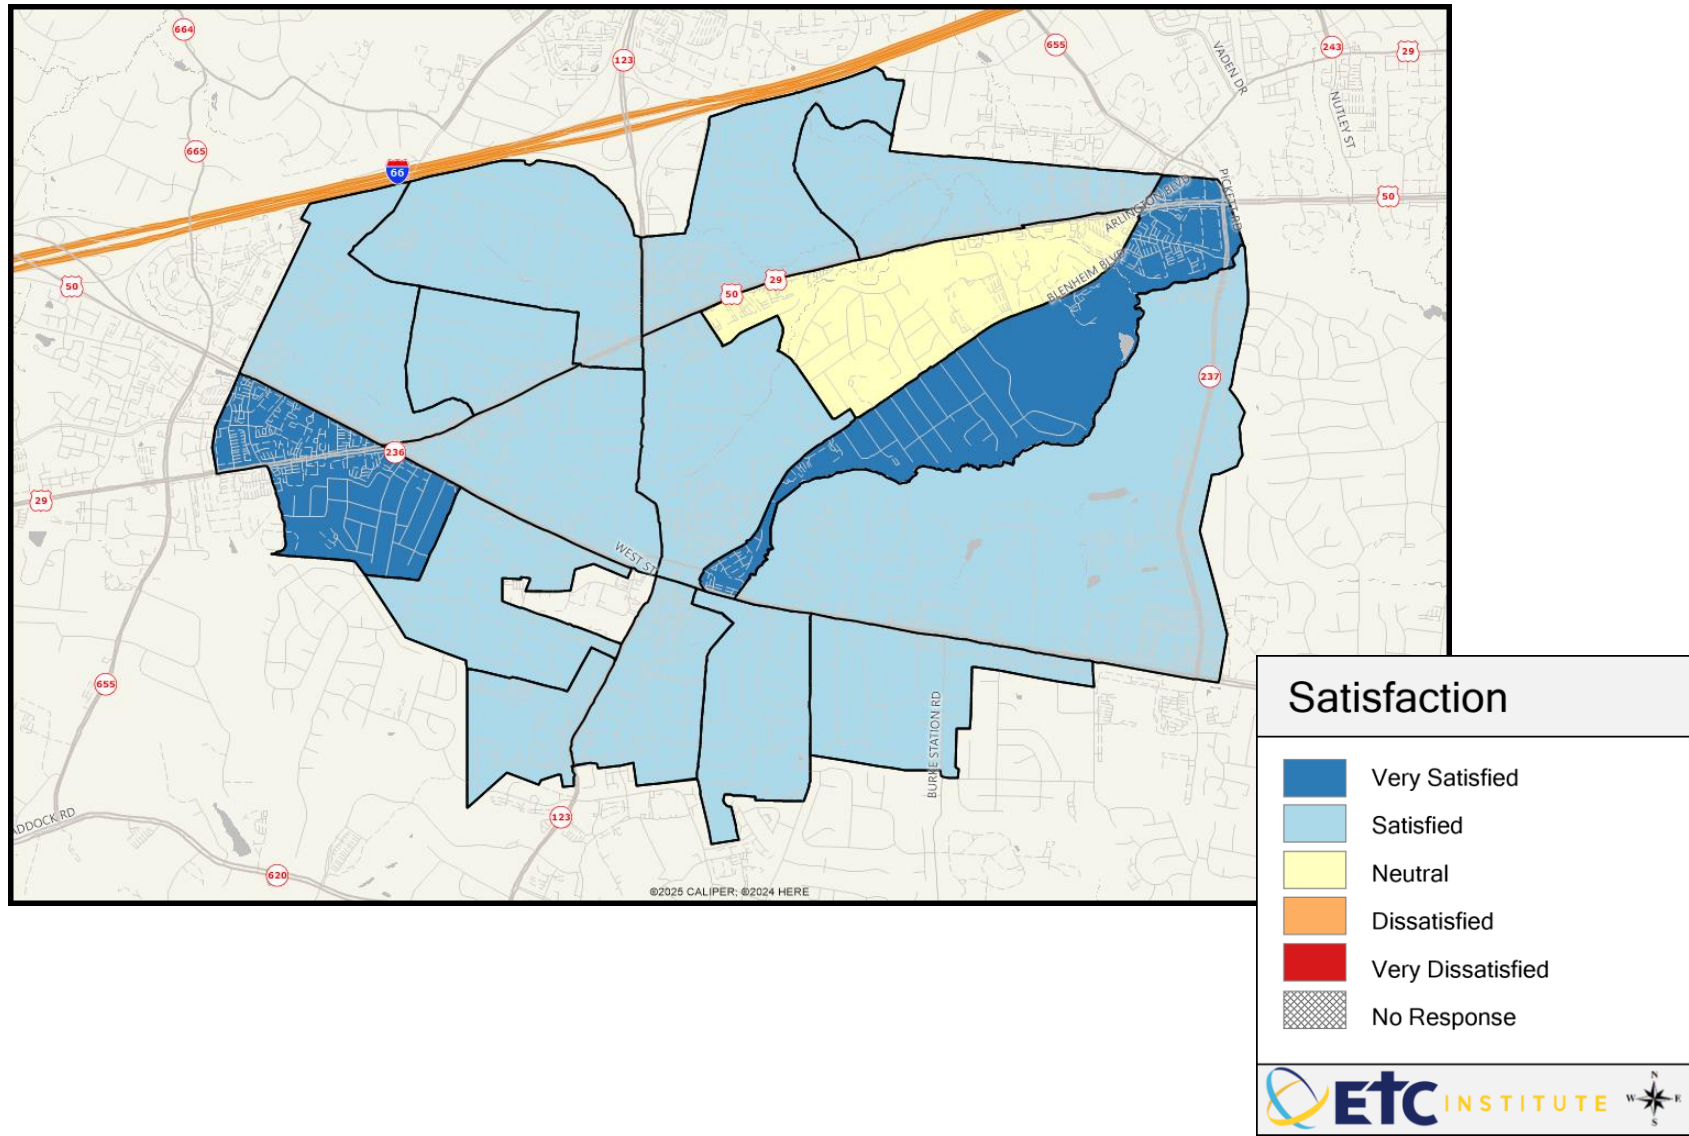 664
123
655
VADEN DR
243
29
NUTLEY ST
665
66
PICKETT RD
50
ARLINGTON BLVD
50
29
50
BLENHEIM BLVD
237
236
29
WEST ST
655
BURKE STATION RD
123
ADDOCK RD
620
©2025 CALIPER; ©2024 HERE
Satisfaction
Very Satisfied
Satisfied
Neutral
Dissatisfied
Very Dissatisfied
No Response
ETC INSTITUTE
N
W E
S